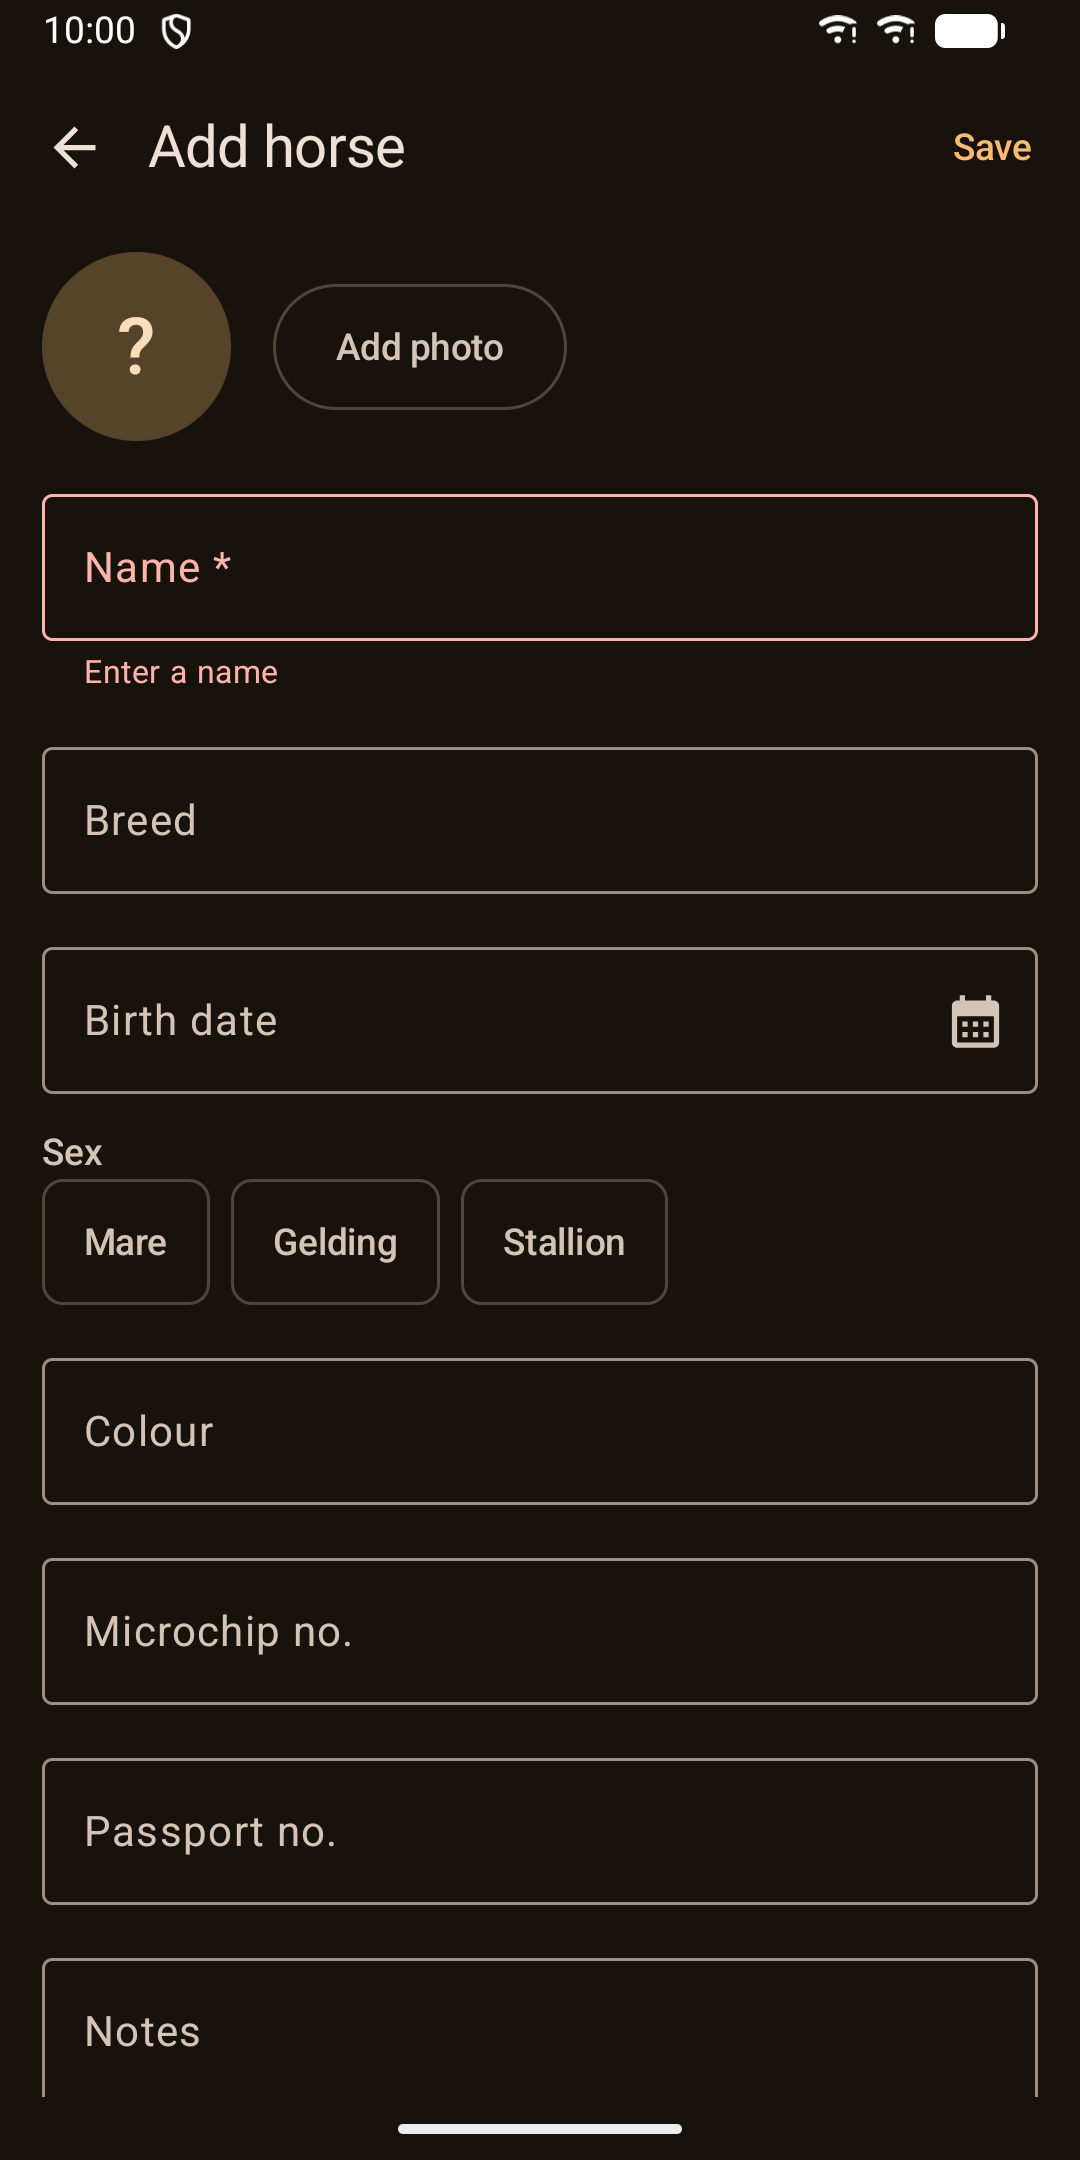 10:00
Add horse
Save
?
Add photo
Name *
Enter a name
Breed
Birth date
Sex
Mare
Gelding
Stallion
Colour
Microchip no.
Passport no.
Notes